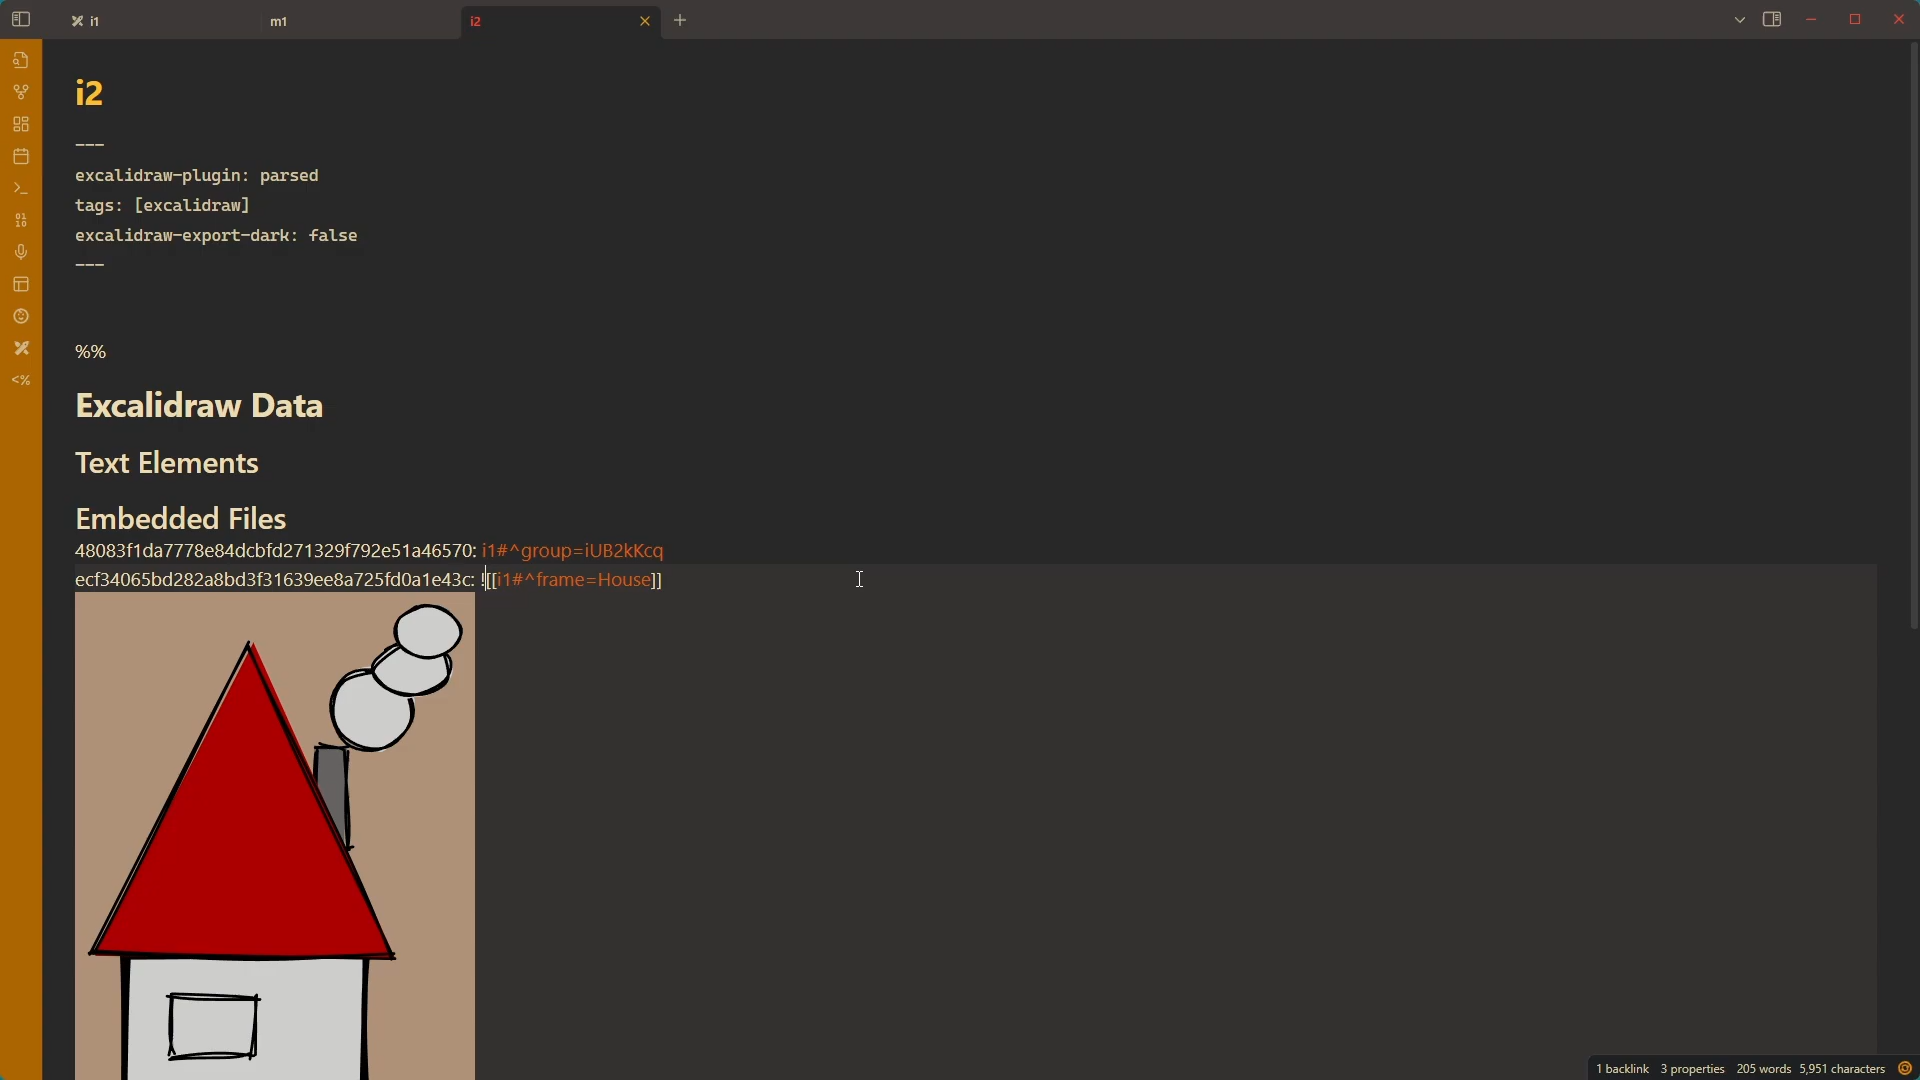 i1
m1
i2
i2
---
excalidraw-plugin: parsed
tags: [excalidraw]
excalidraw-export-dark: false
---
%%
Excalidraw Data
Text Elements
Embedded Files
48083f1da7778e84dcbfd271329f792e51a46570: i1#^group=iUB2kKcq
ecf34065bd282a8bd3f31639ee8a725fd0a1e43c: ![[i1#^frame=House]]
1 backlink 3 properties 205 words 5,951 characters